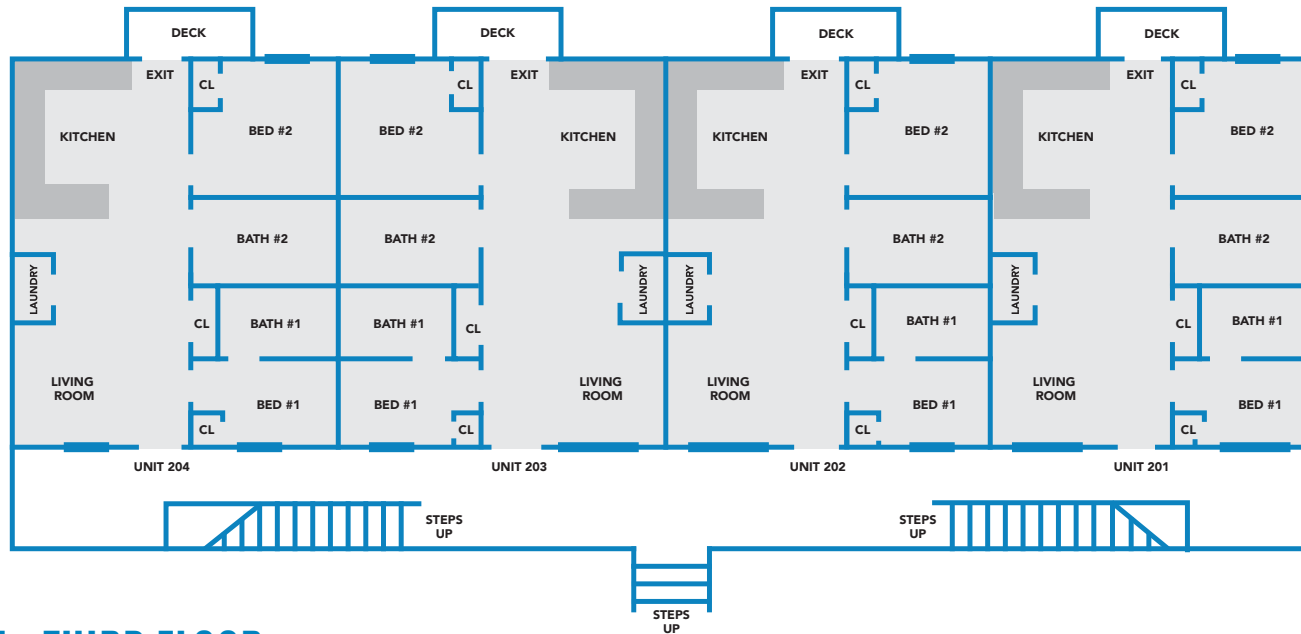 DECK
DECK
DECK
DECK
EXIT
EXIT
EXIT
EXIT
CL
CL
CL
CL
KITCHEN
BED #2
BED #2
KITCHEN
KITCHEN
BED #2
KITCHEN
BED #2
BATH #2
BATH #2
BATH #2
BATH #2
LAUNDRY
LAUNDRY
LAUNDRY
LAUNDRY
CL
BATH #1
BATH #1
CL
CL
BATH #1
CL
BATH #1
LIVING
ROOM
BED #1
BED #1
LIVING
ROOM
LIVING
ROOM
BED #1
LIVING
ROOM
BED #1
CL
CL
CL
CL
UNIT 204
UNIT 203
UNIT 202
UNIT 201
STEPS
UP
STEPS
UP
STEPS
UP
THIRD FLOOR